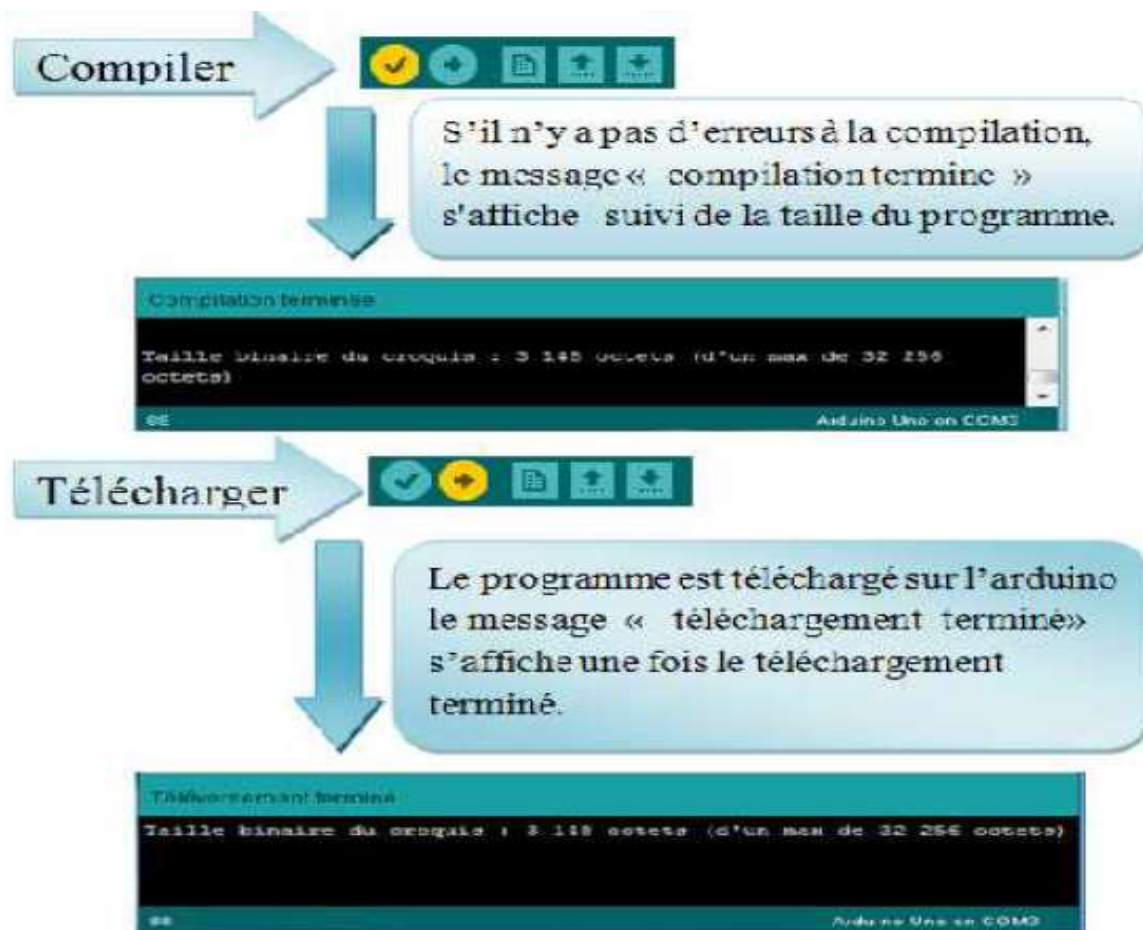 Compiler
S'il n'y a pas d'erreurs à la compilation,
le message « compilation termine »
s'affiche suivi de la taille du programme.
Compilation terminée
Taille binaire du croquis : 3 148 octets (d'un max de 32 256
octets)
Arduino Uno on COM3
Télécharger
Le programme est téléchargé sur l'arduino
le message « téléchargement terminé»
s'affiche une fois le téléchargement
terminé.
Téléversement terminé
Taille binaire du croquis : 3 148 octets (d'un max de 32 256 octets)
Arduino Uno on COM3